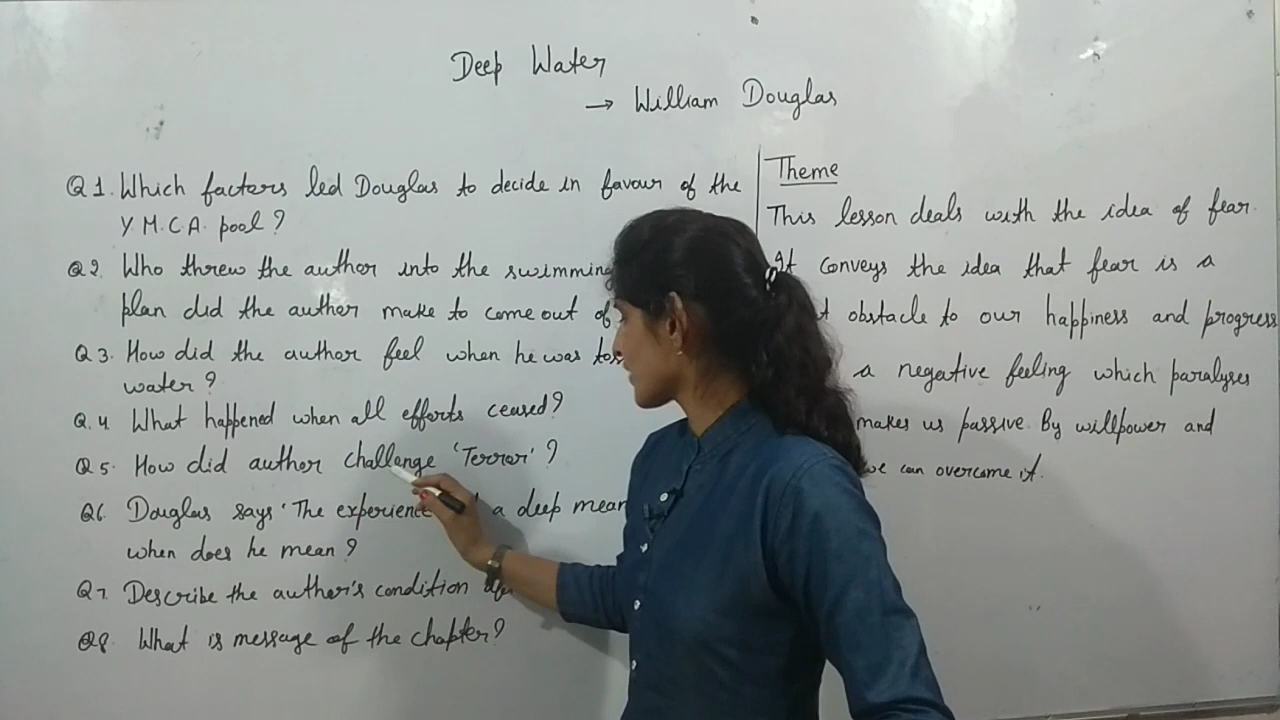 Deep Water
→ William Douglas
Q1. Which factors led Douglas to decide in favour of the
Y.M.C.A. pool?
Q2. Who threw the author into the swimming
plan did the author make to come out of
Q3. How did the author feel when he was
water?
Q.4. What happened when all efforts ceased?
Q5. How did author challange 'Terror'?
Q6. Douglas says 'The experience a deep
when does he mean?
Q7. Describe the author's condition
Q8. What is message of the chapter?
Theme
This lesson deals with the idea of fear.
It conveys the idea that fear is a
obstacle to our happiness and progress
a negative feeling which paralyses
makes us passive. By willpower and
we can overcome it.